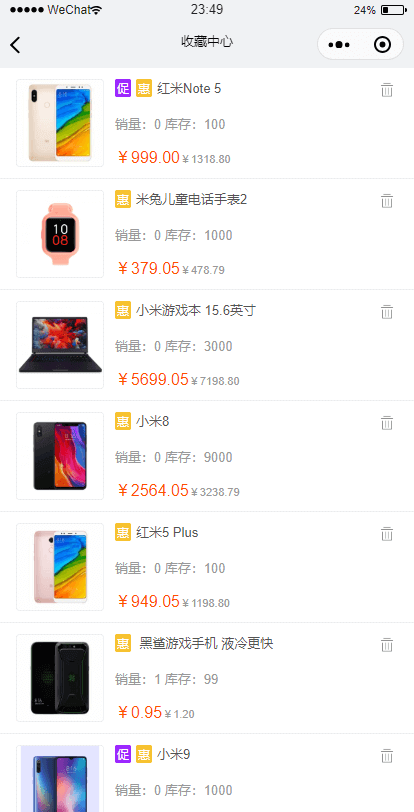 WeChat 23:49 24%
收藏中心
促 惠 红米Note 5
销量: 0 库存: 100
￥999.00 ￥1318.80
惠 米兔儿童电话手表2
销量: 0 库存: 1000
￥379.05 ￥478.79
惠 小米游戏本 15.6英寸
销量: 0 库存: 3000
￥5699.05 ￥7198.80
惠 小米8
销量: 0 库存: 9000
￥2564.05 ￥3238.79
惠 红米5 Plus
销量: 0 库存: 100
￥949.05 ￥1198.80
惠 黑鲨游戏手机 液冷更快
销量: 1 库存: 99
￥0.95 ￥1.20
促 惠 小米9
销量: 0 库存: 1000